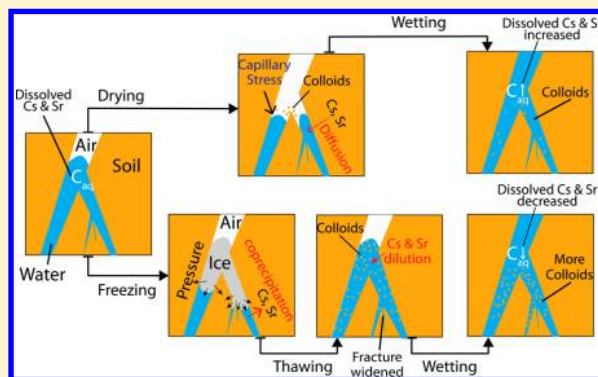 Wetting
Dissolved Cs & Sr
increased
Capillary
Stress
Colloids
Dissolved
Cs & Sr
Drying
Cs, Sr
Diffusion
C aq
Colloids
Air
Soil
C aq
Water
Freezing
Air
Ice
Pressure
coprecipitation
Cs, Sr
Colloids
Cs & Sr
dilution
Dissolved Cs & Sr
decreased
C aq
More
Colloids
Thawing
Fracture
widened
Wetting